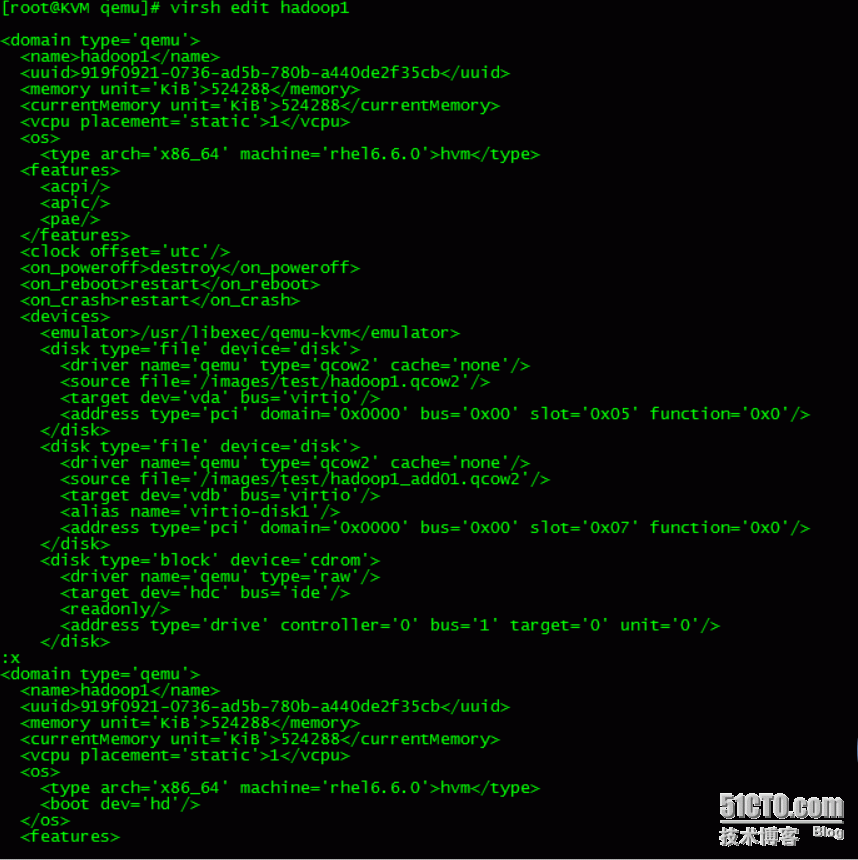 [root@KVM qemu]# virsh edit hadoop1
<domain type='qemu'>
  <name>hadoop1</name>
  <uuid>919f0921-0736-ad5b-780b-a440de2f35cb</uuid>
  <memory unit='KiB'>524288</memory>
  <currentMemory unit='KiB'>524288</currentMemory>
  <vcpu placement='static'>1</vcpu>
  <os>
    <type arch='x86_64' machine='rhel6.6.0'>hvm</type>
  <features>
    <acpi/>
    <apic/>
    <pae/>
  </features>
  <clock offset='utc'/>
  <on_poweroff>destroy</on_poweroff>
  <on_reboot>restart</on_reboot>
  <on_crash>restart</on_crash>
  <devices>
    <emulator>/usr/libexec/qemu-kvm</emulator>
    <disk type='file' device='disk'>
      <driver name='qemu' type='qcow2' cache='none'/>
      <source file='/images/test/hadoop1.qcow2'/>
      <target dev='vda' bus='virtio'/>
      <address type='pci' domain='0x0000' bus='0x00' slot='0x05' function='0x0'/>
    </disk>
    <disk type='file' device='disk'>
      <driver name='qemu' type='qcow2' cache='none'/>
      <source file='/images/test/hadoop1_add01.qcow2'/>
      <target dev='vdb' bus='virtio'/>
      <alias name='virtio-disk1'/>
      <address type='pci' domain='0x0000' bus='0x00' slot='0x07' function='0x0'/>
    </disk>
    <disk type='block' device='cdrom'>
      <driver name='qemu' type='raw'/>
      <target dev='hdc' bus='ide'/>
      <readonly/>
      <address type='drive' controller='0' bus='1' target='0' unit='0'/>
    </disk>
:x
<domain type='qemu'>
  <name>hadoop1</name>
  <uuid>919f0921-0736-ad5b-780b-a440de2f35cb</uuid>
  <memory unit='KiB'>524288</memory>
  <currentMemory unit='KiB'>524288</currentMemory>
  <vcpu placement='static'>1</vcpu>
  <os>
    <type arch='x86_64' machine='rhel6.6.0'>hvm</type>
    <boot dev='hd'/>
  </os>
  <features>
51CTO.com
技术博客 Blog